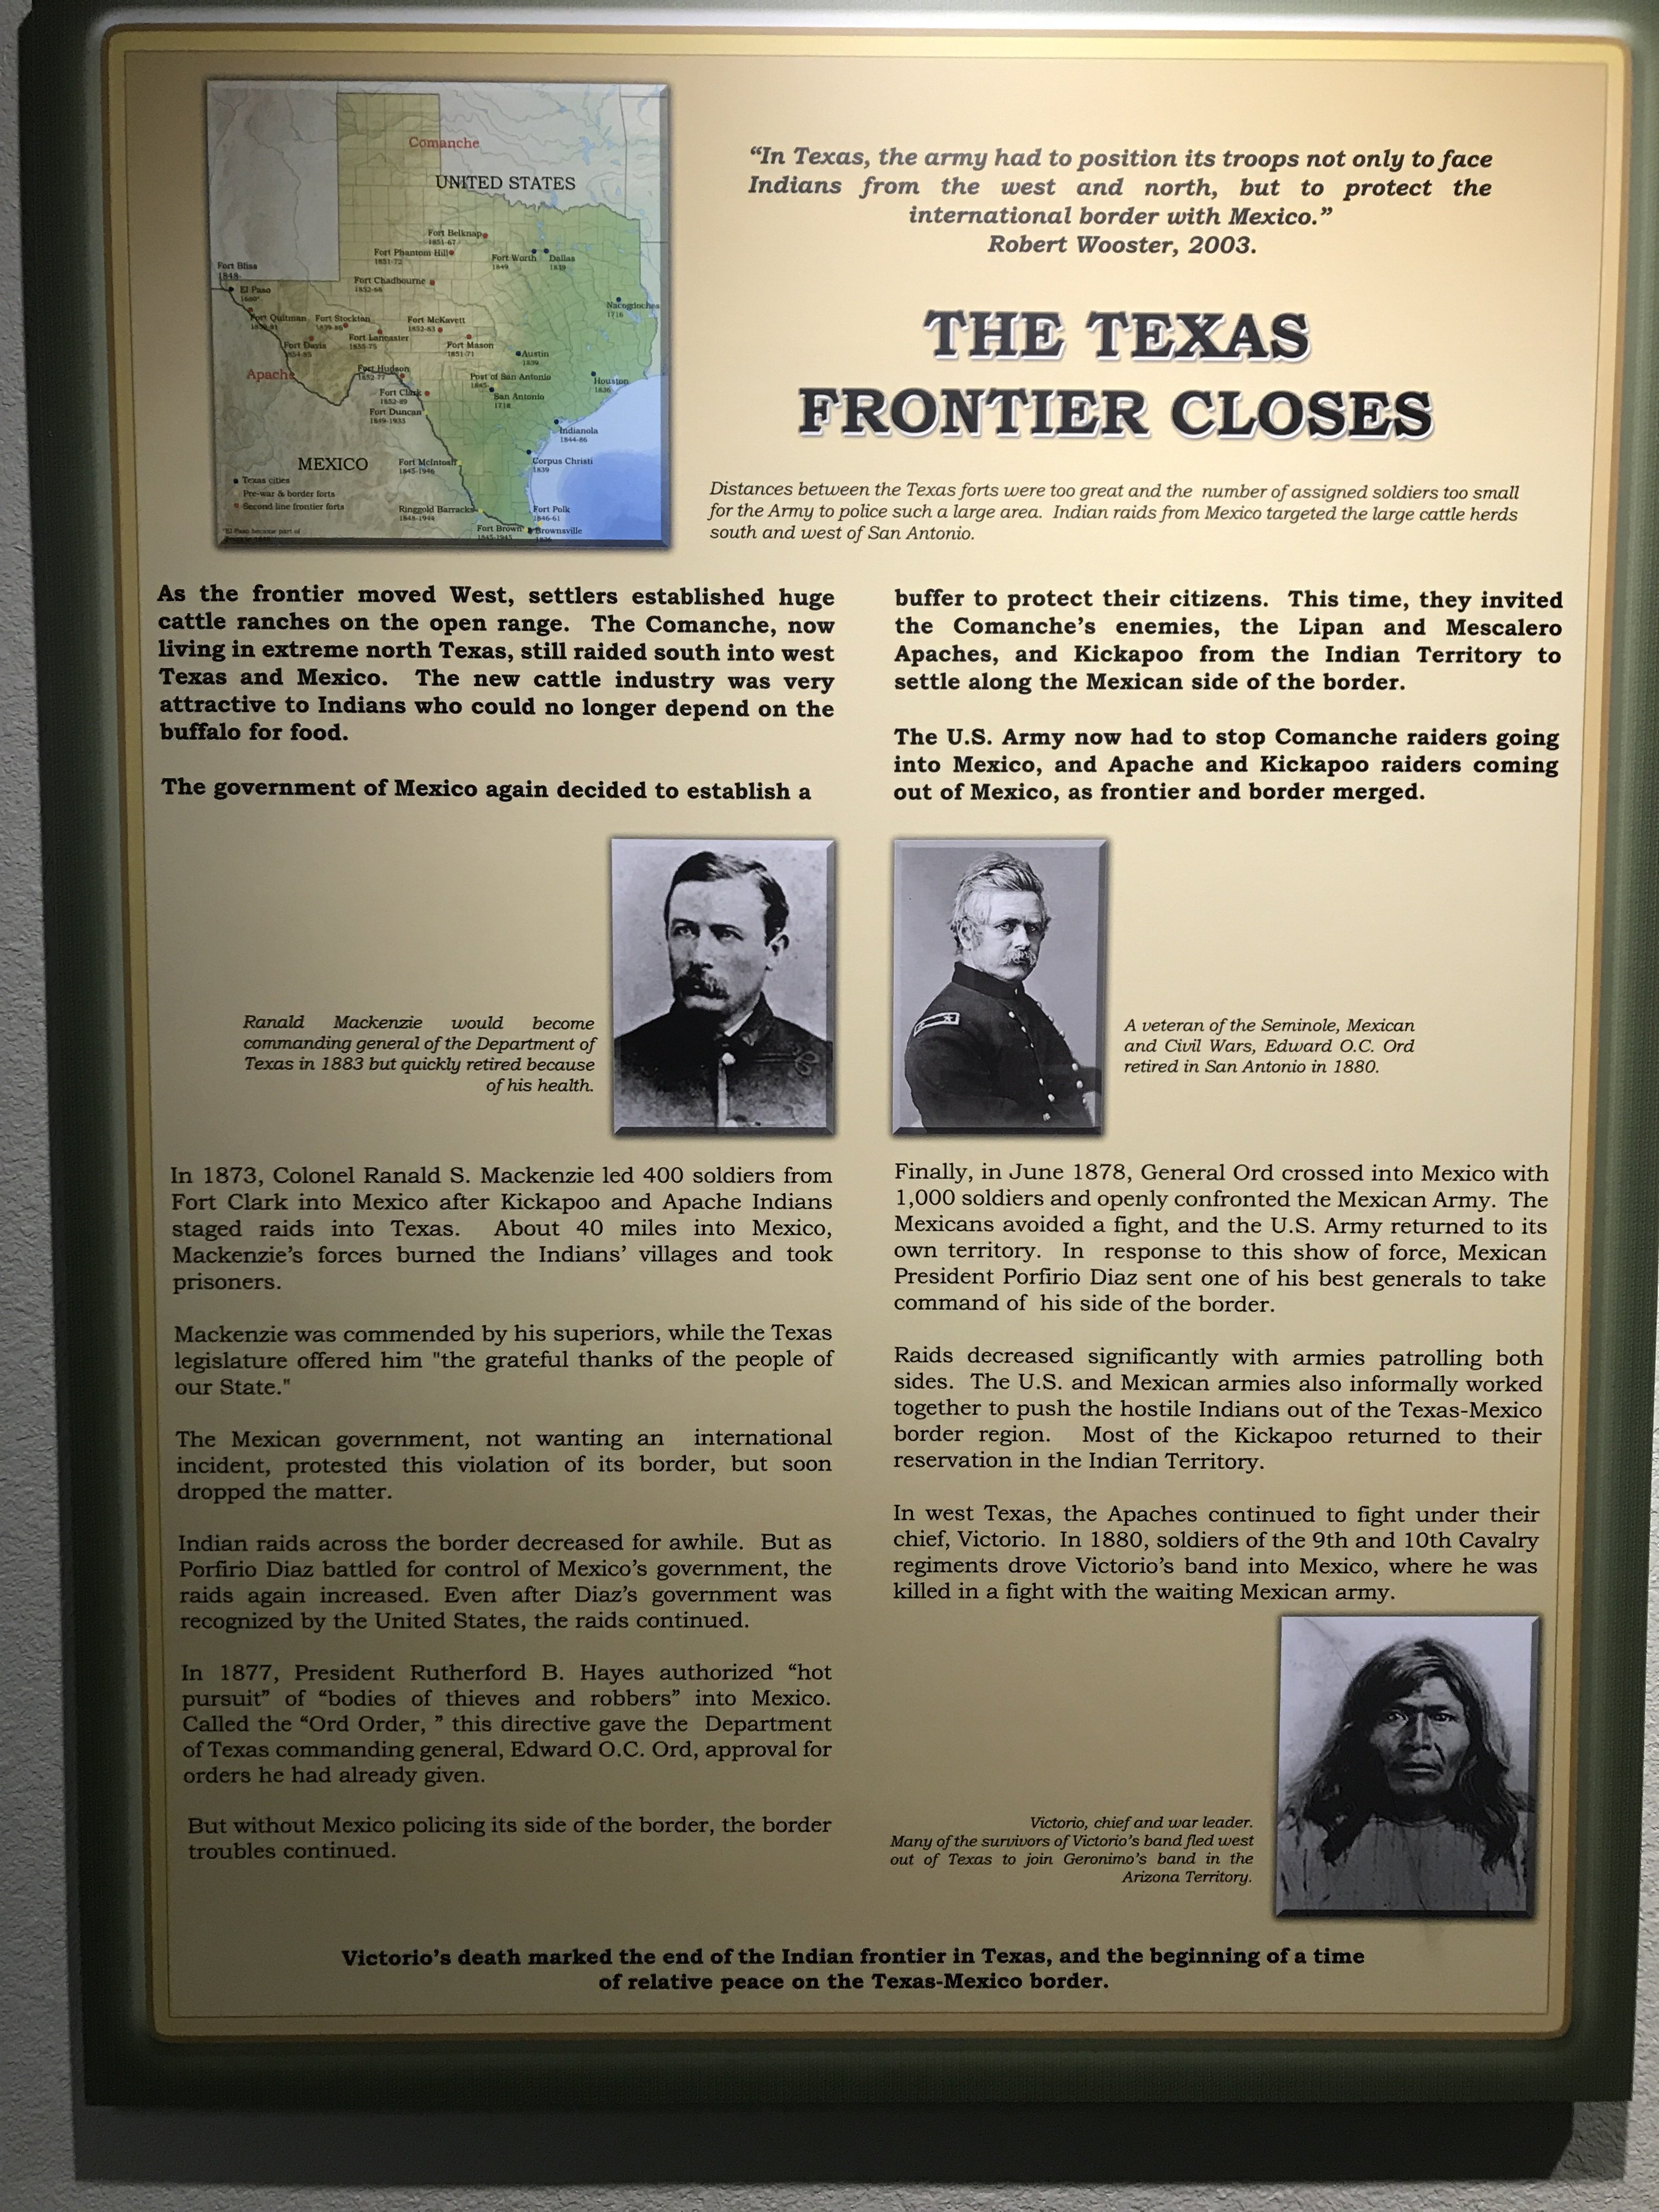 Comanche
UNITED STATES
Fort Belknap
1851-67
Fort Phantom Hill
1851-72
Fort Worth
1849
Dallas
1839
Fort Bliss
1848-
Fort Chadbourne
1852-68
El Paso
Nacogdoches
1716
Fort Quitman
Fort Stockton
1859-86
Fort McKavett
1852-83
Fort Lancaster
1855-75
Fort Davis
1854-85
Fort Mason
1851-71
Austin
1839
Apache
Fort Hudson
1852-77
Post of San Antonio
1845-
Houston
1836
Fort Clark
1852-89
San Antonio
1718
Fort Duncan
1849-1933
Indianola
1844-86
MEXICO
Fort McIntosh
1845-1946
Corpus Christi
1839
Texas cities
Pre-war & border forts
Second line frontier forts
Ringgold Barracks
1848-1944
Fort Polk
1846-61
Fort Brown
1845-1945
Brownsville
*El Paso became part of
“In Texas, the army had to position its troops not only to face
Indians from the west and north, but to protect the
international border with Mexico.”
Robert Wooster, 2003.
THE TEXAS
FRONTIER CLOSES
Distances between the Texas forts were too great and the number of assigned soldiers too small
for the Army to police such a large area. Indian raids from Mexico targeted the large cattle herds
south and west of San Antonio.
As the frontier moved West, settlers established huge
cattle ranches on the open range. The Comanche, now
living in extreme north Texas, still raided south into west
Texas and Mexico. The new cattle industry was very
attractive to Indians who could no longer depend on the
buffalo for food.
The government of Mexico again decided to establish a
buffer to protect their citizens. This time, they invited
the Comanche’s enemies, the Lipan and Mescalero
Apaches, and Kickapoo from the Indian Territory to
settle along the Mexican side of the border.
The U.S. Army now had to stop Comanche raiders going
into Mexico, and Apache and Kickapoo raiders coming
out of Mexico, as frontier and border merged.
Ranald Mackenzie would become
commanding general of the Department of
Texas in 1883 but quickly retired because
of his health.
A veteran of the Seminole, Mexican
and Civil Wars, Edward O.C. Ord
retired in San Antonio in 1880.
In 1873, Colonel Ranald S. Mackenzie led 400 soldiers from
Fort Clark into Mexico after Kickapoo and Apache Indians
staged raids into Texas. About 40 miles into Mexico,
Mackenzie’s forces burned the Indians’ villages and took
prisoners.
Mackenzie was commended by his superiors, while the Texas
legislature offered him "the grateful thanks of the people of
our State."
The Mexican government, not wanting an international
incident, protested this violation of its border, but soon
dropped the matter.
Indian raids across the border decreased for awhile. But as
Porfirio Diaz battled for control of Mexico’s government, the
raids again increased. Even after Diaz’s government was
recognized by the United States, the raids continued.
In 1877, President Rutherford B. Hayes authorized “hot
pursuit” of “bodies of thieves and robbers” into Mexico.
Called the “Ord Order, ” this directive gave the Department
of Texas commanding general, Edward O.C. Ord, approval for
orders he had already given.
But without Mexico policing its side of the border, the border
troubles continued.
Finally, in June 1878, General Ord crossed into Mexico with
1,000 soldiers and openly confronted the Mexican Army. The
Mexicans avoided a fight, and the U.S. Army returned to its
own territory. In response to this show of force, Mexican
President Porfirio Diaz sent one of his best generals to take
command of his side of the border.
Raids decreased significantly with armies patrolling both
sides. The U.S. and Mexican armies also informally worked
together to push the hostile Indians out of the Texas-Mexico
border region. Most of the Kickapoo returned to their
reservation in the Indian Territory.
In west Texas, the Apaches continued to fight under their
chief, Victorio. In 1880, soldiers of the 9th and 10th Cavalry
regiments drove Victorio’s band into Mexico, where he was
killed in a fight with the waiting Mexican army.
Victorio, chief and war leader.
Many of the survivors of Victorio’s band fled west
out of Texas to join Geronimo’s band in the
Arizona Territory.
Victorio’s death marked the end of the Indian frontier in Texas, and the beginning of a time
of relative peace on the Texas-Mexico border.